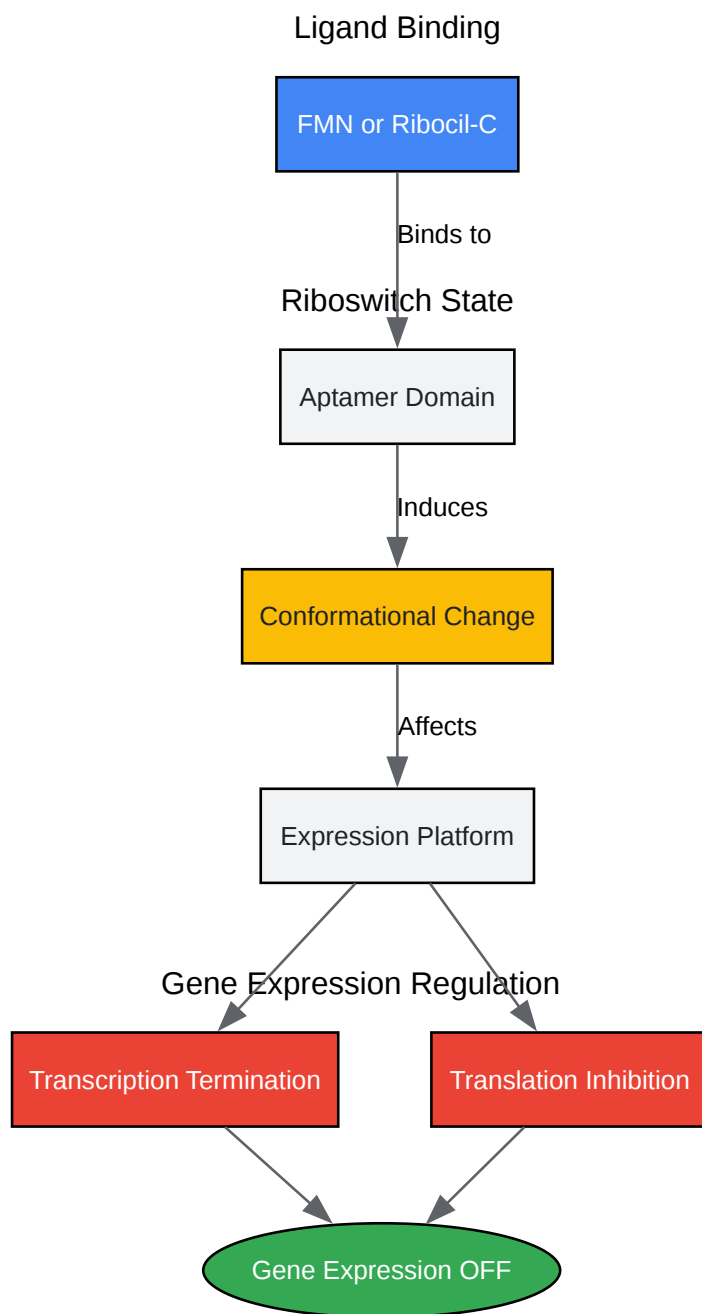 Ligand Binding
FMN or Ribocil-C
Binds to
Riboswitch State
Aptamer Domain
Induces
Conformational Change
Affects
Expression Platform
Gene Expression Regulation
Transcription Termination
Translation Inhibition
Gene Expression OFF